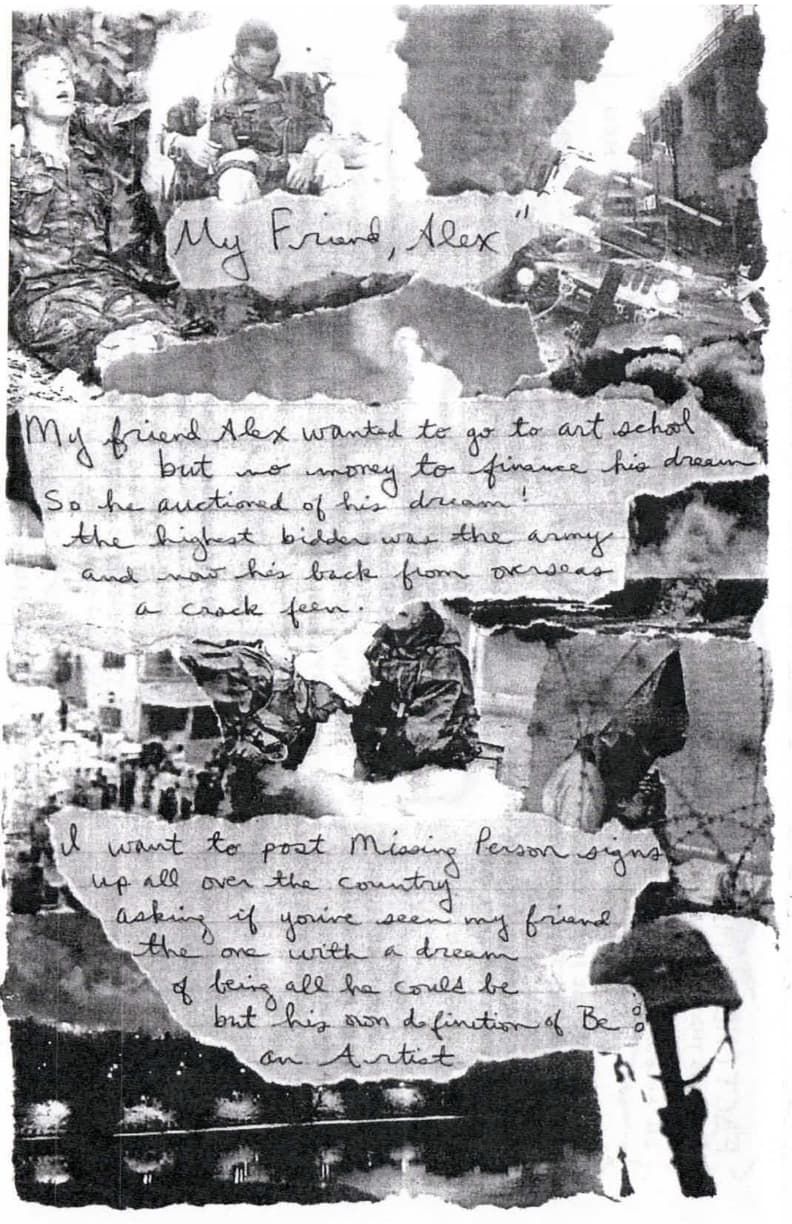 My Friend, Alex"
My friend Alex wanted to go to art school
but no money to finance his dream
So he auctioned of his dream!
the highest bidder was the army
and now he's back from overseas
a crack feen.
I want to post Missing Person signs
up all over the country
asking if you've seen my friend
the one with a dream
of being all he could be
but his own definition of Be:
an Artist